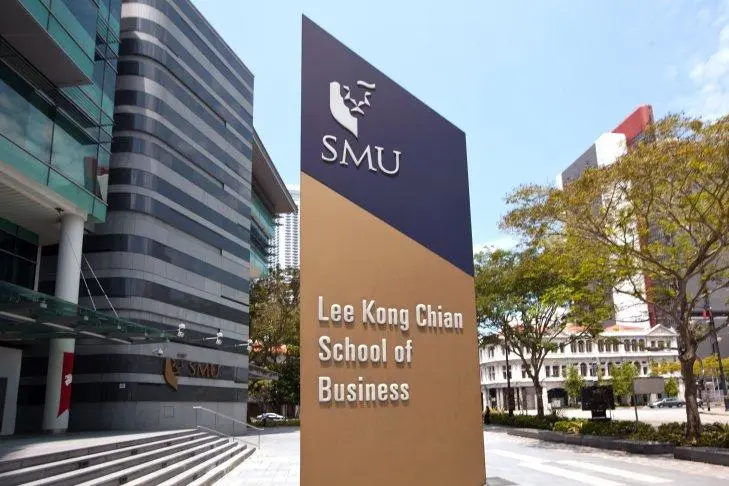 SMU
Lee Kong Chian
School of
Business
SMU